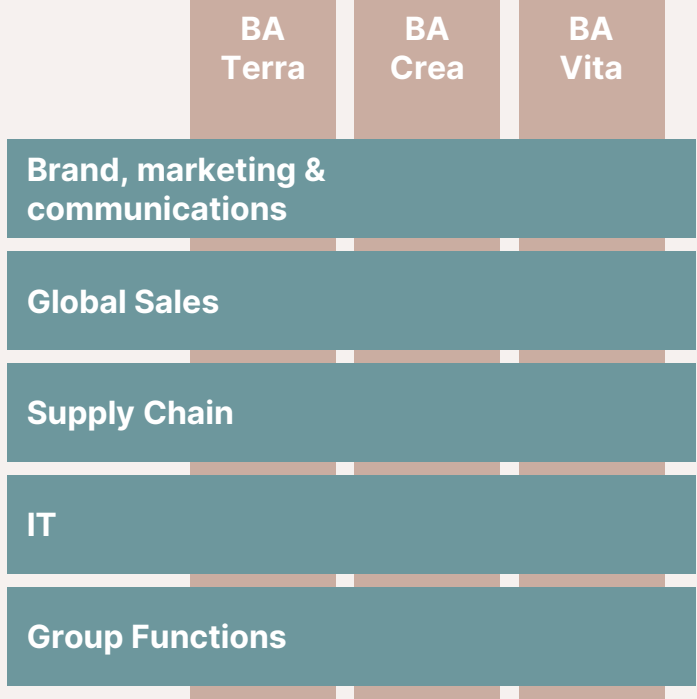 BA
Terra
BA
Crea
BA
Vita
Brand, marketing &
communications
Global Sales
Supply Chain
IT
Group Functions